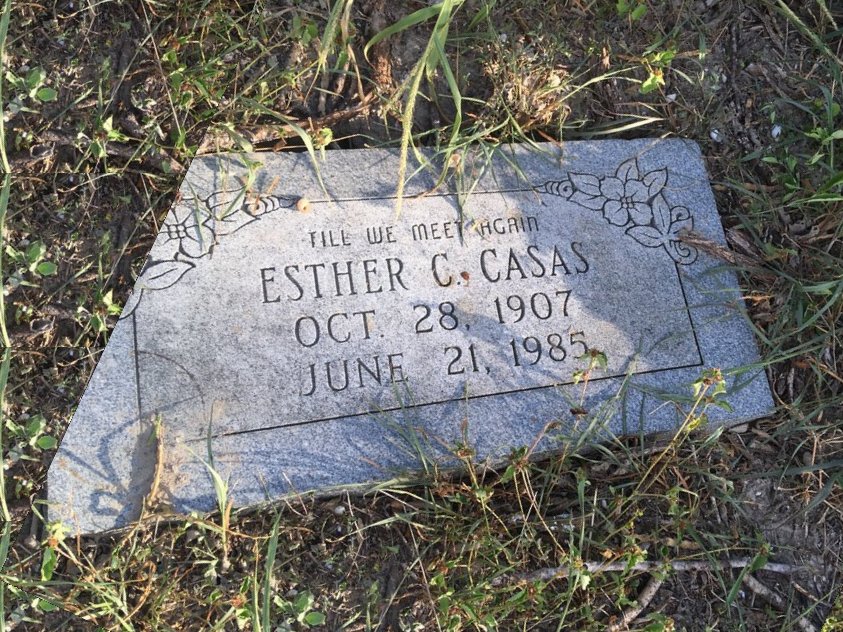 TILL WE MEET AGAIN
ESTHER C. CASAS
OCT. 28, 1907
JUNE 21, 1985